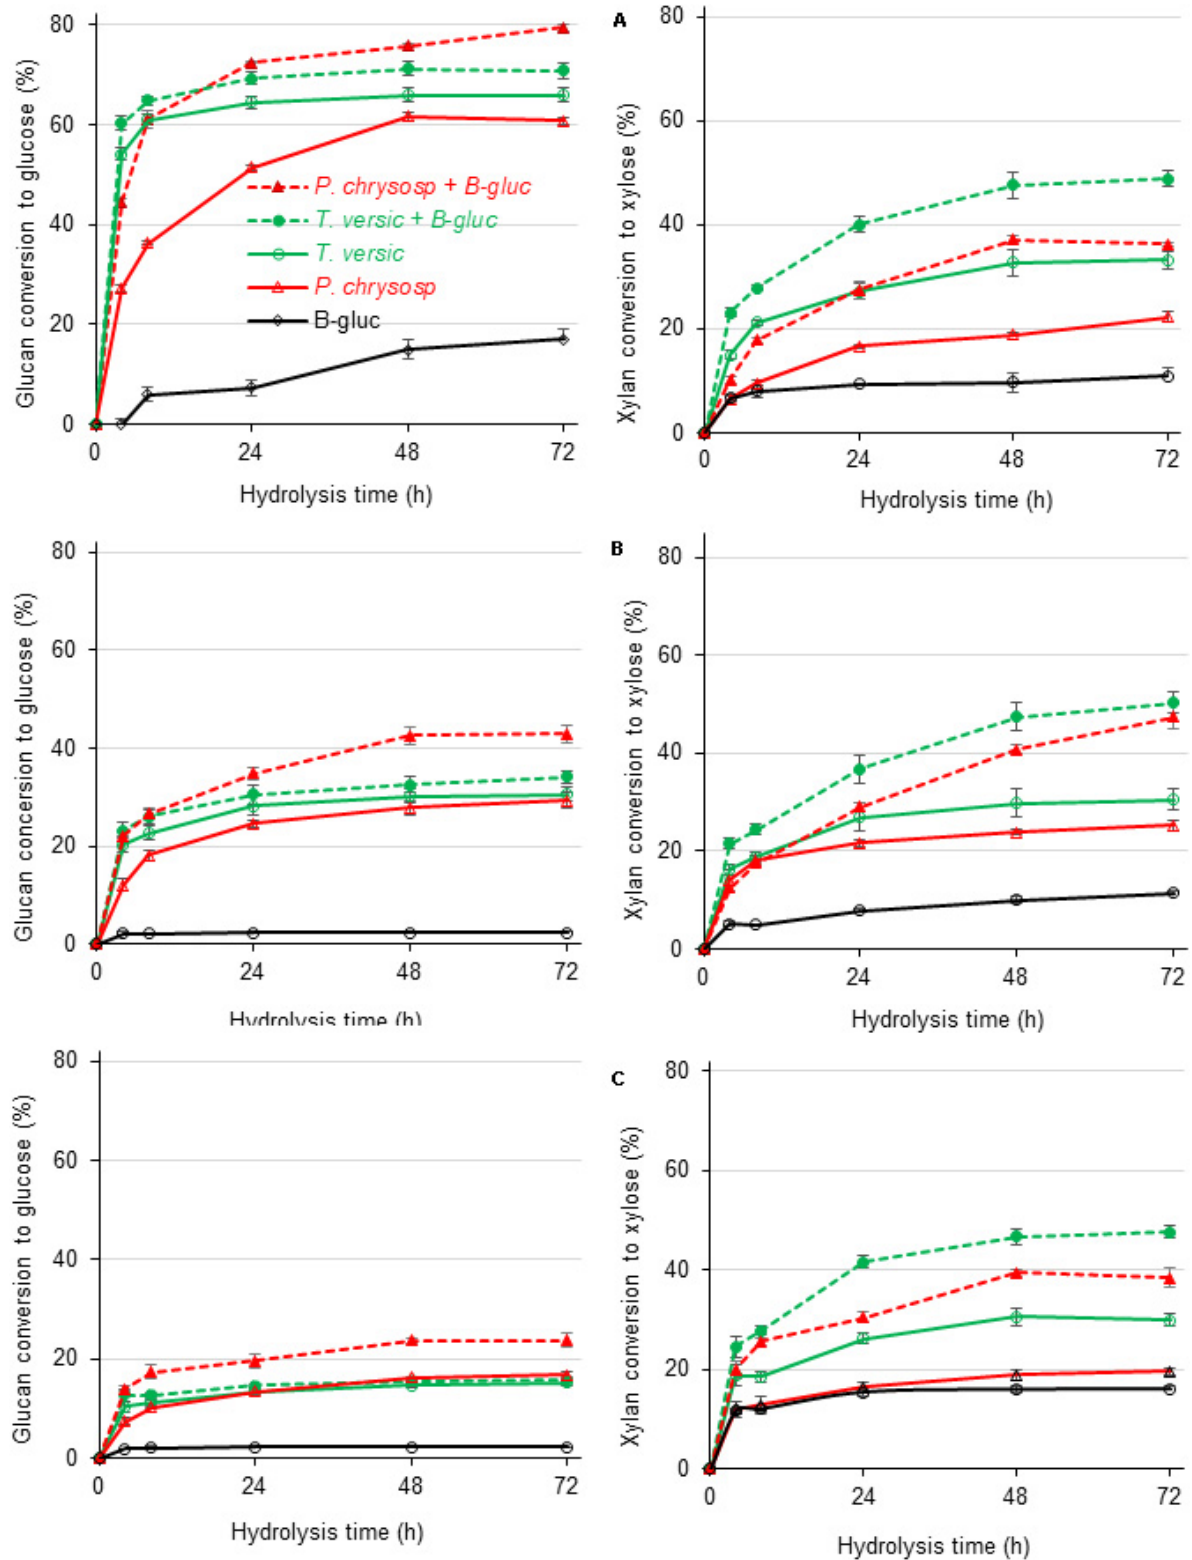 Glucan conversion to glucose (%)
80
60
40
20
0
P. chrysosp + B-gluc
T. versic + B-gluc
T. versic
P. chrysosp
B-gluc
0 24 48 72
Hydrolysis time (h)
A
Xylan conversion to xylose (%)
80
60
40
20
0
0 24 48 72
Hydrolysis time (h)
Glucan concersion to glucose (%)
80
60
40
20
0
0 24 48 72
Hydrolysis time (h)
B
Xylan conversion to xylose (%)
80
60
40
20
0
0 24 48 72
Hydrolysis time (h)
Glucan conversion to glucose (%)
80
60
40
20
0
0 24 48 72
Hydrolysis time (h)
C
Xylan conversion to xylose (%)
80
60
40
20
0
0 24 48 72
Hydrolysis time (h)